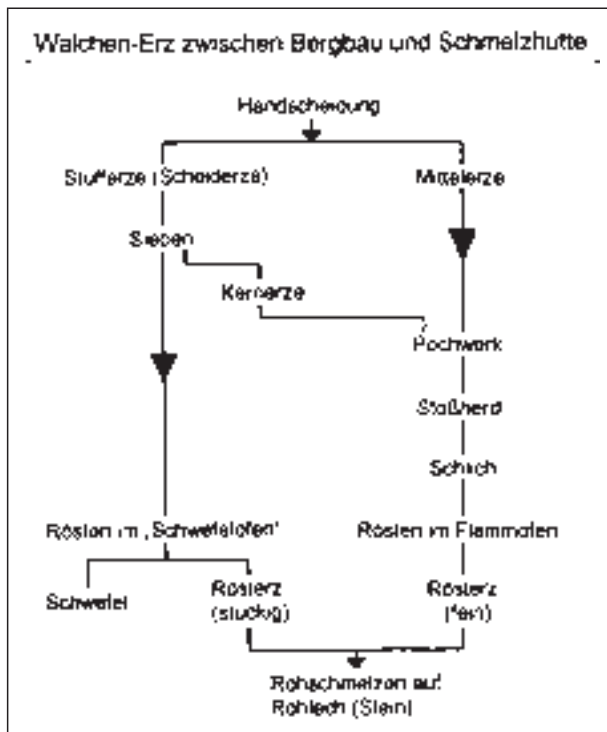 Walchen-Erz zwischen Bergbau und Schmelzhütte
Handscheidung
Stufferze (Scheiderze)
Mittelerze
Sieben
Kernerze
Pochwerk
Stoßherd
Schlich
Rösten im „Schwefelofen"
Rösten im Flammofen
Schwefel
Rösterz
(stückig)
Rösterz
(fein)
Rohschmelzen auf
Rohlech (Stein)